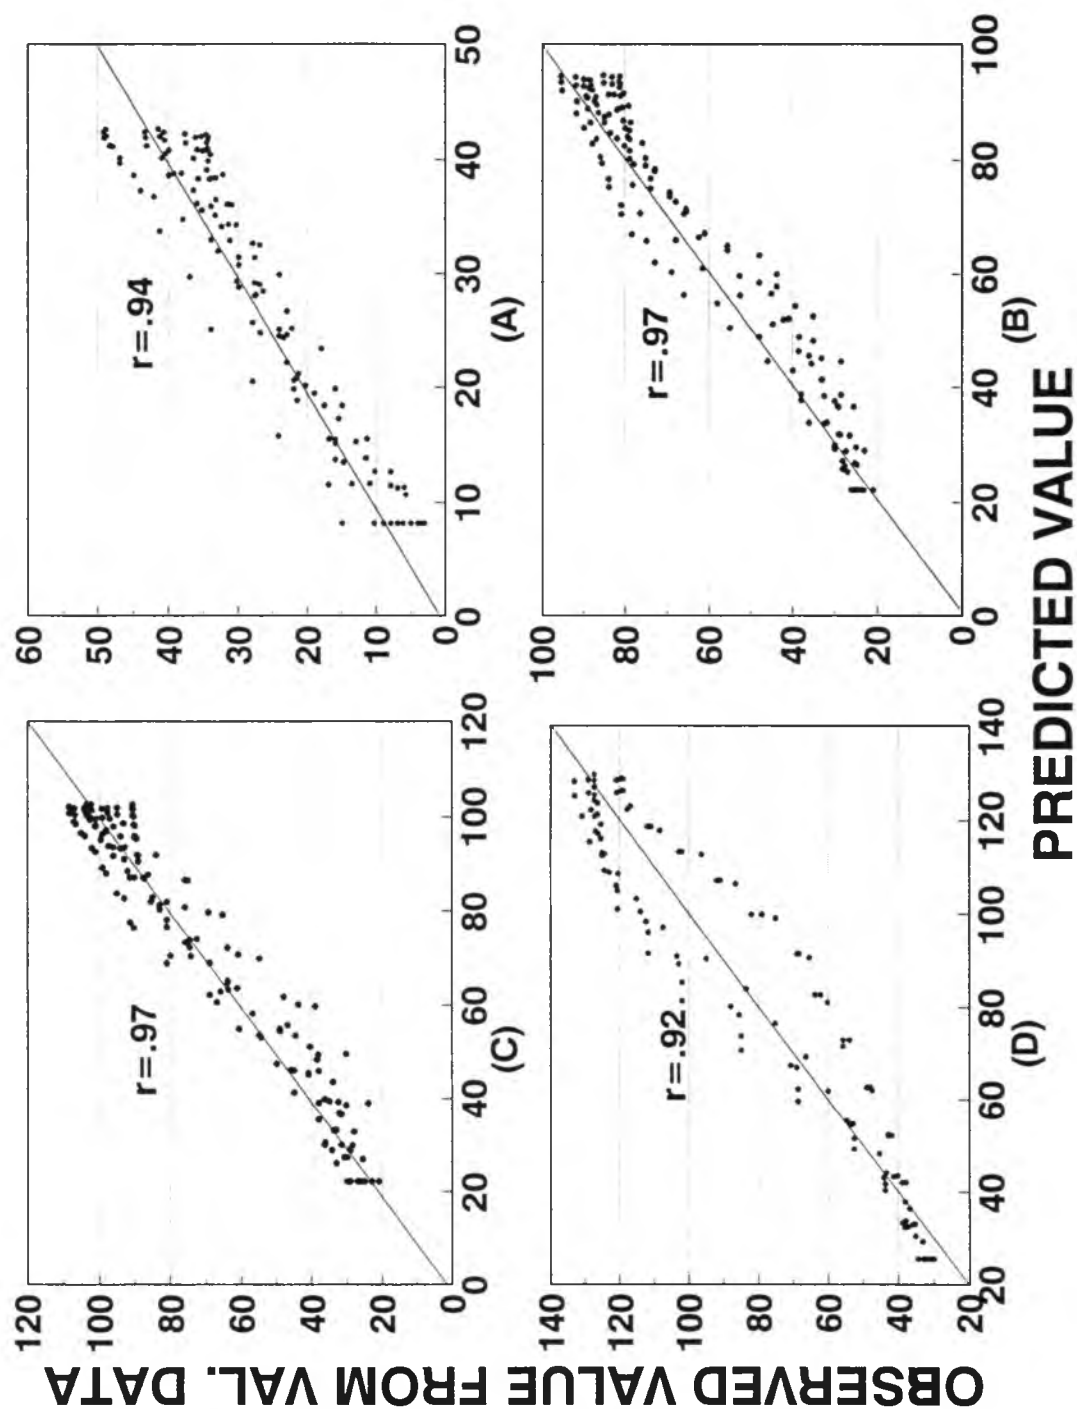 OBSERVED VALUE FROM VAL. DATA
120
100
80
60
40
20
0
r=.97
0 20 40 60 80 100 120
(C)
60
50
40
30
20
10
0
r=.94
0 10 20 30 40 50
(A)
140
120
100
80
60
40
20
r=.92
20 40 60 80 100 120 140
(D)
100
80
60
40
20
0
r=.97
0 20 40 60 80 100
(B)
PREDICTED VALUE